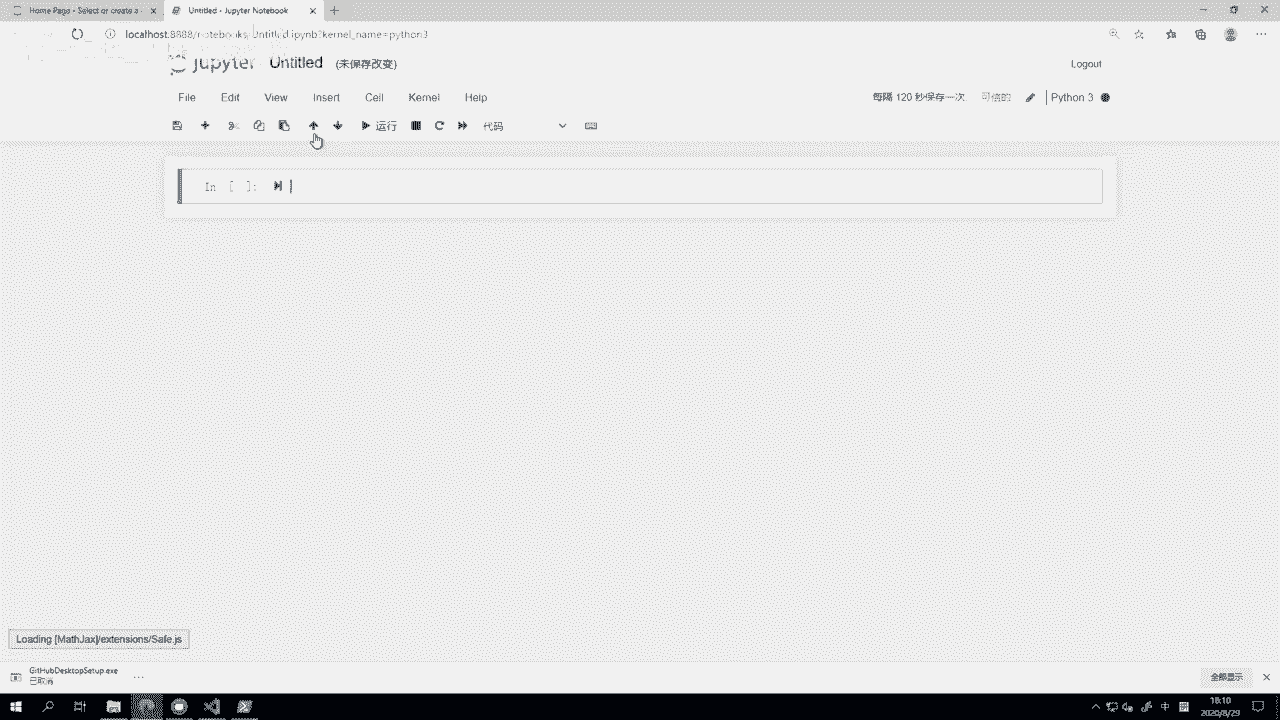 Home Page - Select or create a
Untitled - Jupyter Notebook
localhost:8888/notebooks/Untitled.ipynb?kernel_name=python3
jupyter Untitled (未保存改变)
Logout
File Edit View Insert Cell Kernel Help
每隔 120 秒保存一次 可信的 Python 3
运行 代码
In [ ]:
Loading [MathJax]/extensions/Safe.js
GitHubDesktopSetup.exe
已取消
全部显示
中
18:10
2020/8/29